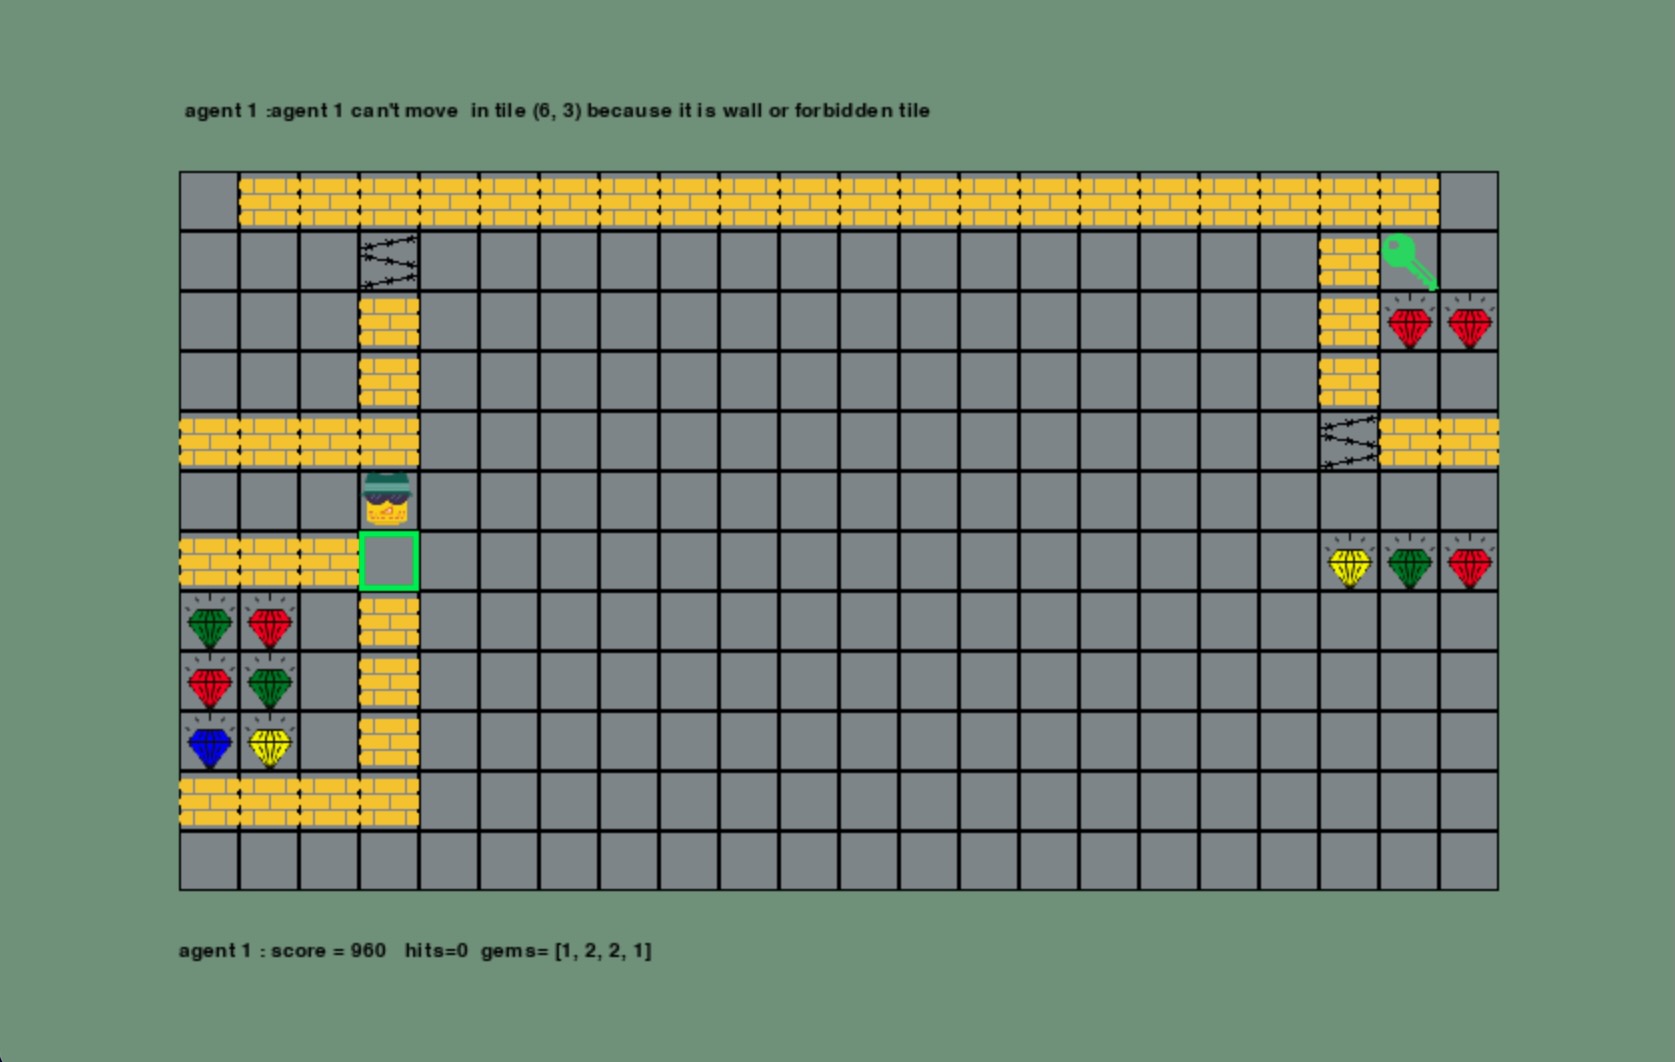 agent 1 :agent 1 can't move  in tile (6, 3) because it is wall or forbidden tile
agent 1 : score = 960   hits=0  gems= [1, 2, 2, 1]